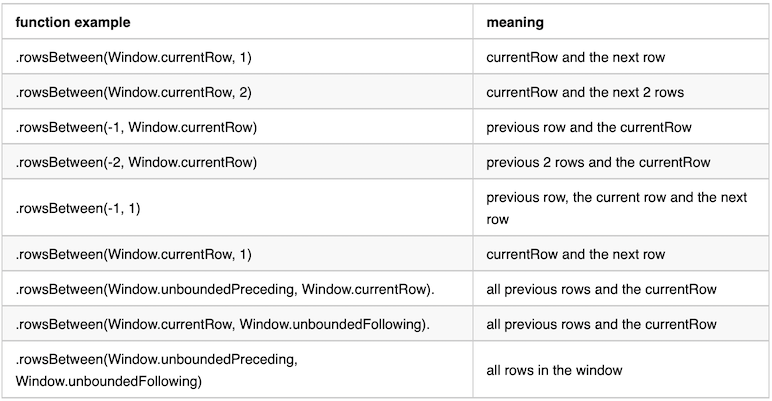 function example meaning
.rowsBetween(Window.currentRow, 1) currentRow and the next row
.rowsBetween(Window.currentRow, 2) currentRow and the next 2 rows
.rowsBetween(-1, Window.currentRow) previous row and the currentRow
.rowsBetween(-2, Window.currentRow) previous 2 rows and the currentRow
.rowsBetween(-1, 1) previous row, the current row and the next
row
.rowsBetween(Window.currentRow, 1) currentRow and the next row
.rowsBetween(Window.unboundedPreceding, Window.currentRow). all previous rows and the currentRow
.rowsBetween(Window.currentRow, Window.unboundedFollowing). all previous rows and the currentRow
.rowsBetween(Window.unboundedPreceding,
Window.unboundedFollowing) all rows in the window